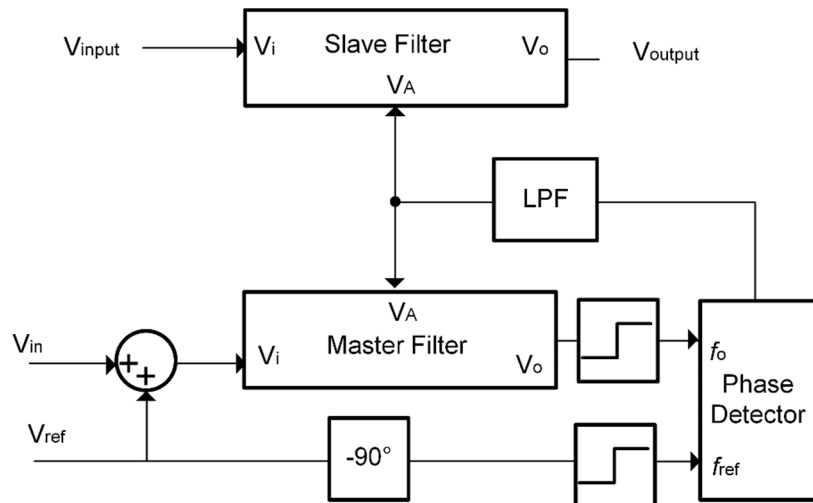 Vinput
Vi
Slave Filter
Vo
Voutput
VA
LPF
VA
Vin
++
Vi
Master Filter
Vo
fo
Phase
Detector
Vref
-90°
fref